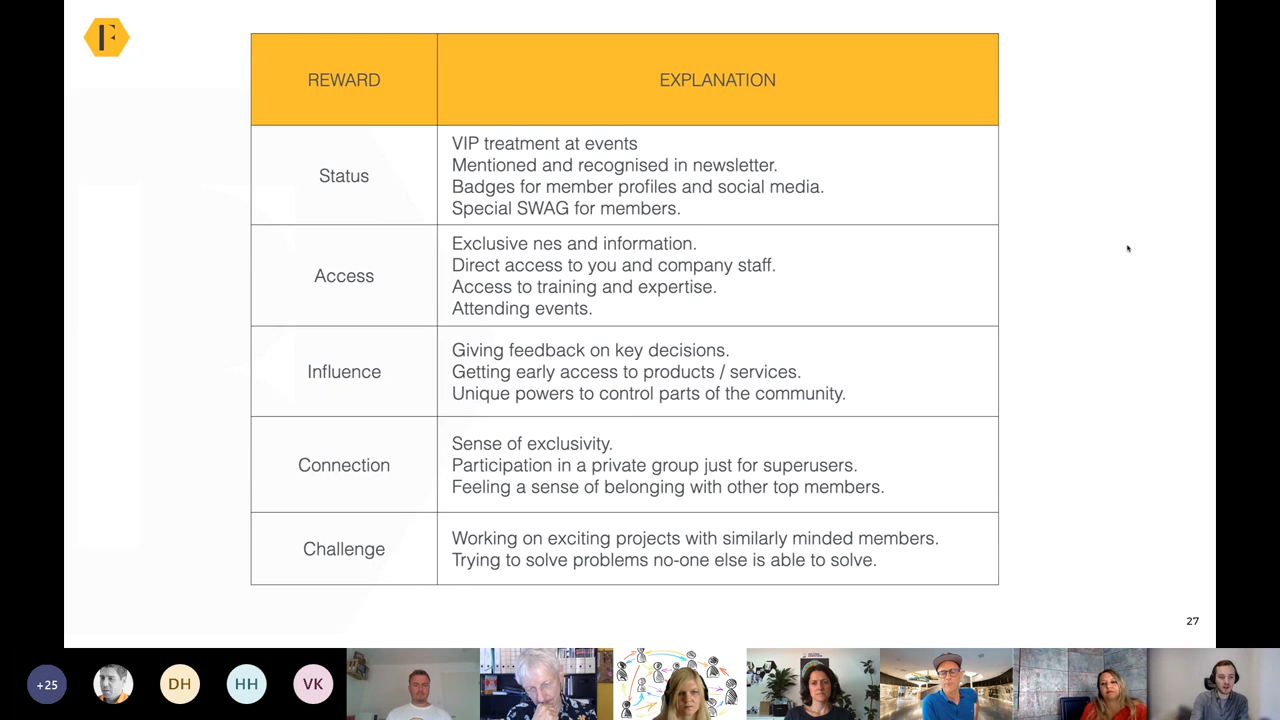 F
REWARD
EXPLANATION
Status
VIP treatment at events
Mentioned and recognised in newsletter.
Badges for member profiles and social media.
Special SWAG for members.
Access
Exclusive nes and information.
Direct access to you and company staff.
Access to training and expertise.
Attending events.
Influence
Giving feedback on key decisions.
Getting early access to products / services.
Unique powers to control parts of the community.
Connection
Sense of exclusivity.
Participation in a private group just for superusers.
Feeling a sense of belonging with other top members.
Challenge
Working on exciting projects with similarly minded members.
Trying to solve problems no-one else is able to solve.
27
+25
DH
HH
VK